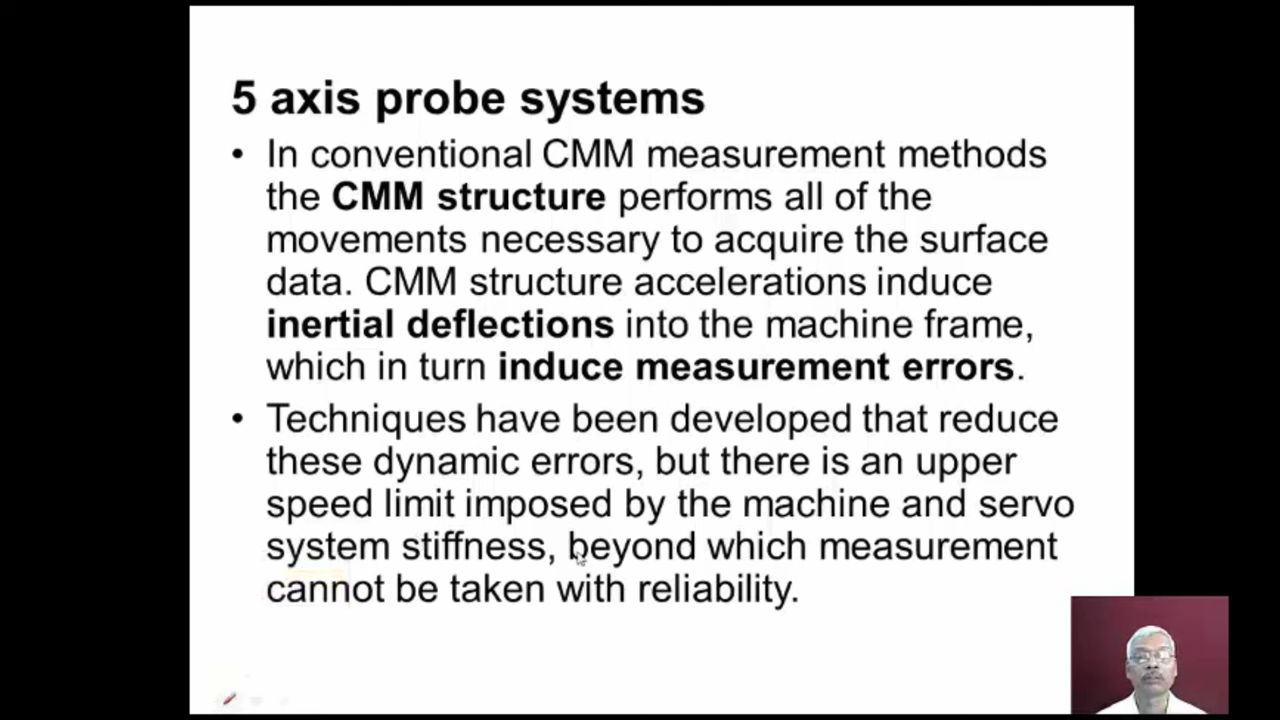 5 axis probe systems
• In conventional CMM measurement methods
the CMM structure performs all of the
movements necessary to acquire the surface
data. CMM structure accelerations induce
inertial deflections into the machine frame,
which in turn induce measurement errors.
• Techniques have been developed that reduce
these dynamic errors, but there is an upper
speed limit imposed by the machine and servo
system stiffness, beyond which measurement
cannot be taken with reliability.